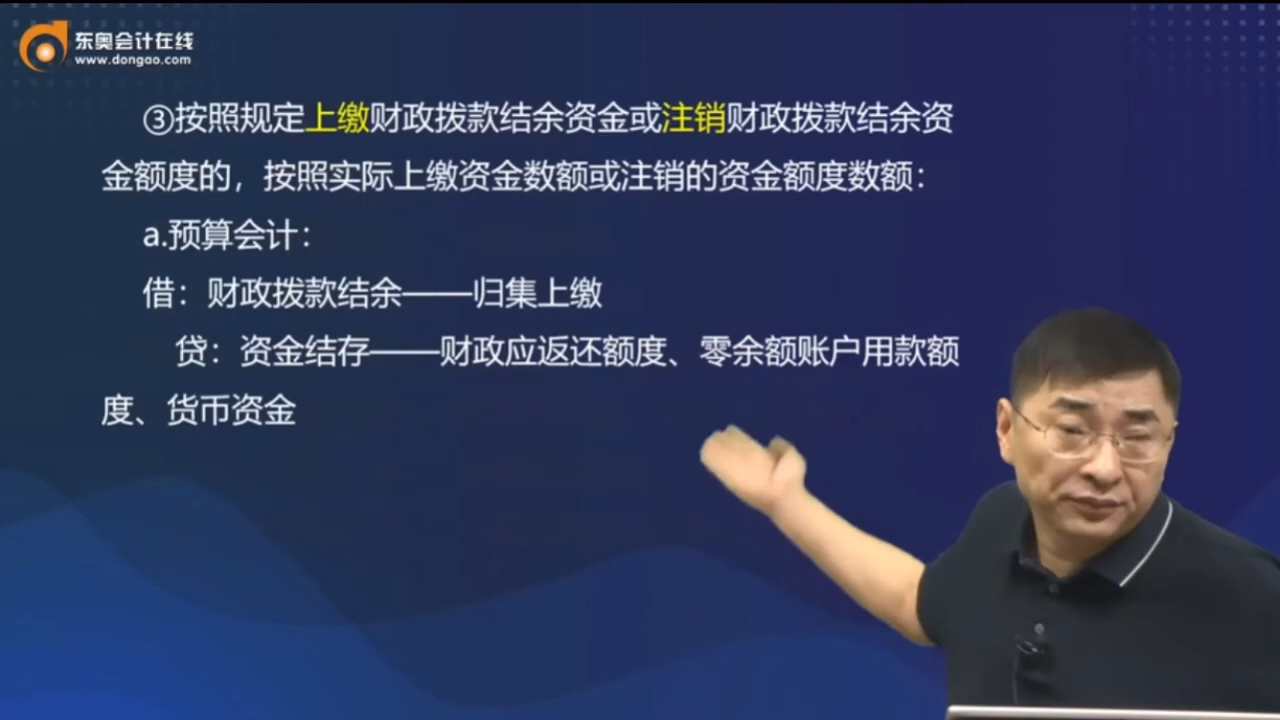 东奥会计在线
www.dongao.com
③按照规定上缴财政拨款结余资金或注销财政拨款结余资
金额度的，按照实际上缴资金数额或注销的资金额度数额：
a.预算会计：
借：财政拨款结余——归集上缴
贷：资金结存——财政应返还额度、零余额账户用款额
度、货币资金